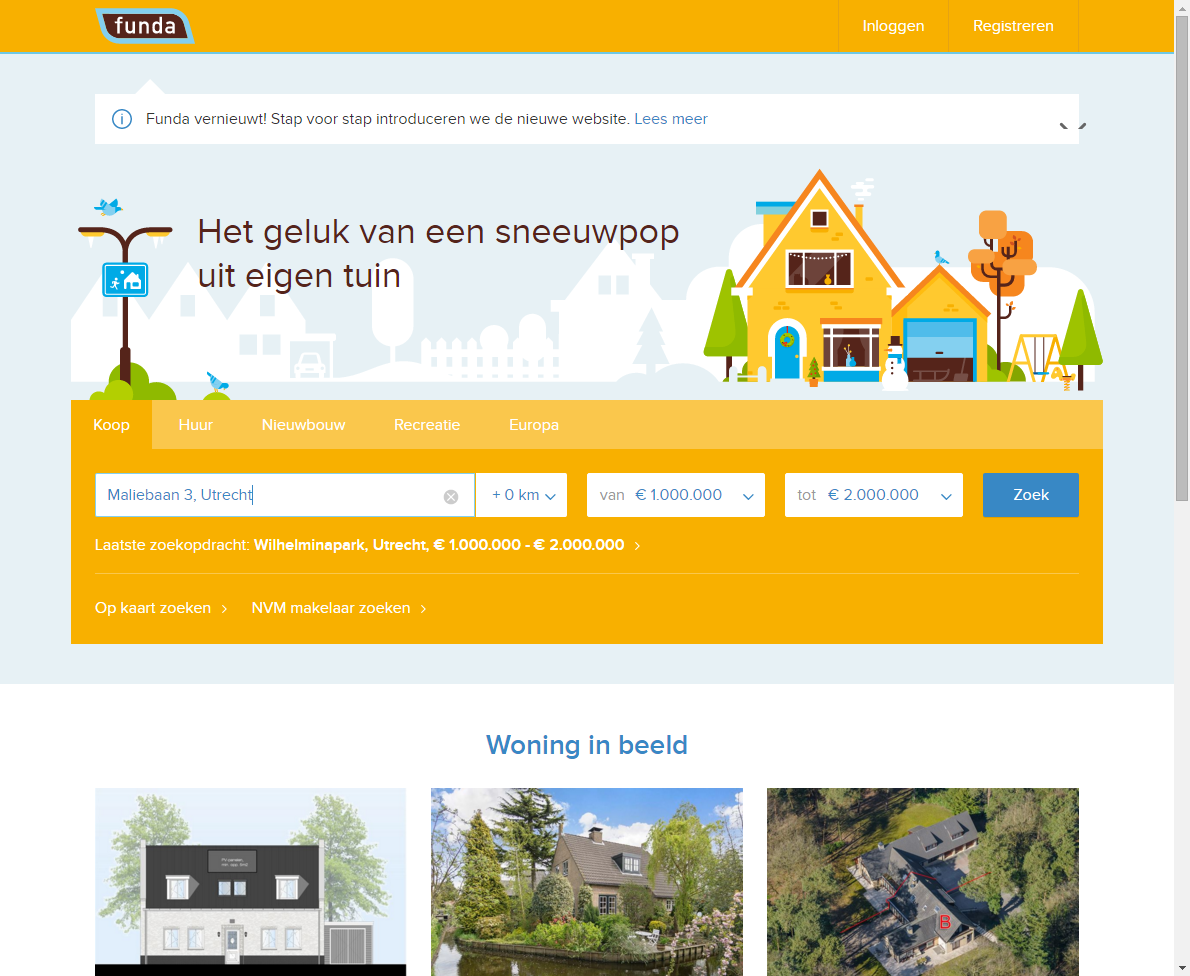 funda
Inloggen
Registreren
Funda vernieuwt! Stap voor stap introduceren we de nieuwe website. Lees meer
Het geluk van een sneeuwpop
uit eigen tuin
Koop
Huur
Nieuwbouw
Recreatie
Europa
Maliebaan 3, Utrecht
+ 0 km
van € 1.000.000
tot € 2.000.000
Zoek
Laatste zoekopdracht: Wilhelminapark, Utrecht, € 1.000.000 - € 2.000.000
Op kaart zoeken
NVM makelaar zoeken
Woning in beeld
B